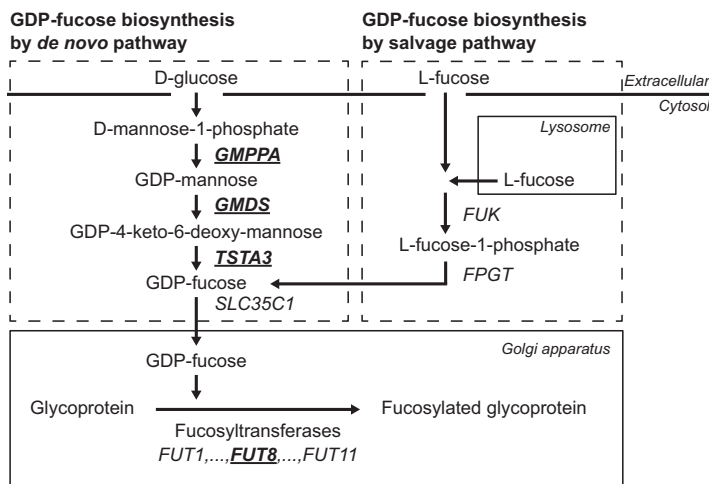 GDP-fucose biosynthesis
by de novo pathway
GDP-fucose biosynthesis
by salvage pathway
D-glucose
L-fucose
Extracellular
Cytosol
D-mannose-1-phosphate
Lysosome
GMPPA
GDP-mannose
L-fucose
GMDS
FUK
GDP-4-keto-6-deoxy-mannose
L-fucose-1-phosphate
TSTA3
FPGT
GDP-fucose
SLC35C1
Golgi apparatus
GDP-fucose
Glycoprotein
Fucosylated glycoprotein
Fucosyltransferases
FUT1,...,FUT8,...,FUT11